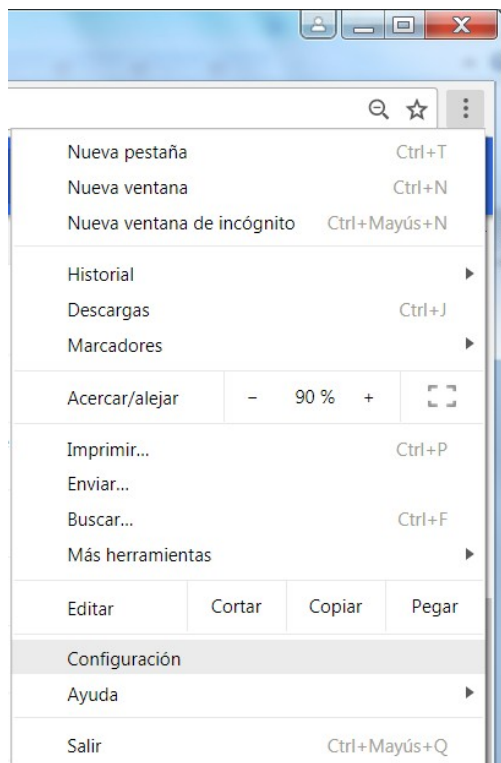 Nueva pestaña Ctrl+T
Nueva ventana Ctrl+N
Nueva ventana de incógnito Ctrl+Mayús+N
Historial
Descargas Ctrl+J
Marcadores
Acercar/alejar - 90 % +
Imprimir... Ctrl+P
Enviar...
Buscar... Ctrl+F
Más herramientas
Editar Cortar Copiar Pegar
Configuración
Ayuda
Salir Ctrl+Mayús+Q